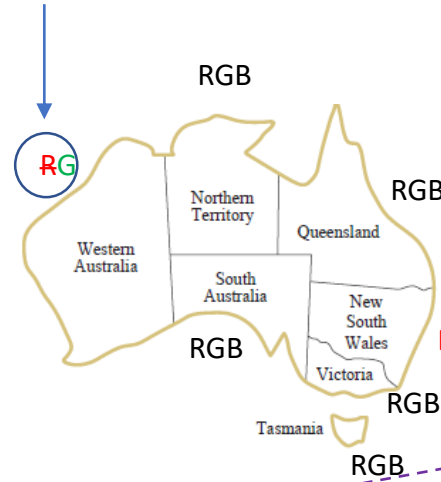 RGB
RG
RGB
Northern
Territory
Queensland
Western
Australia
South
Australia
New
South
Wales
RGB
Victoria
RGB
Tasmania
RGB